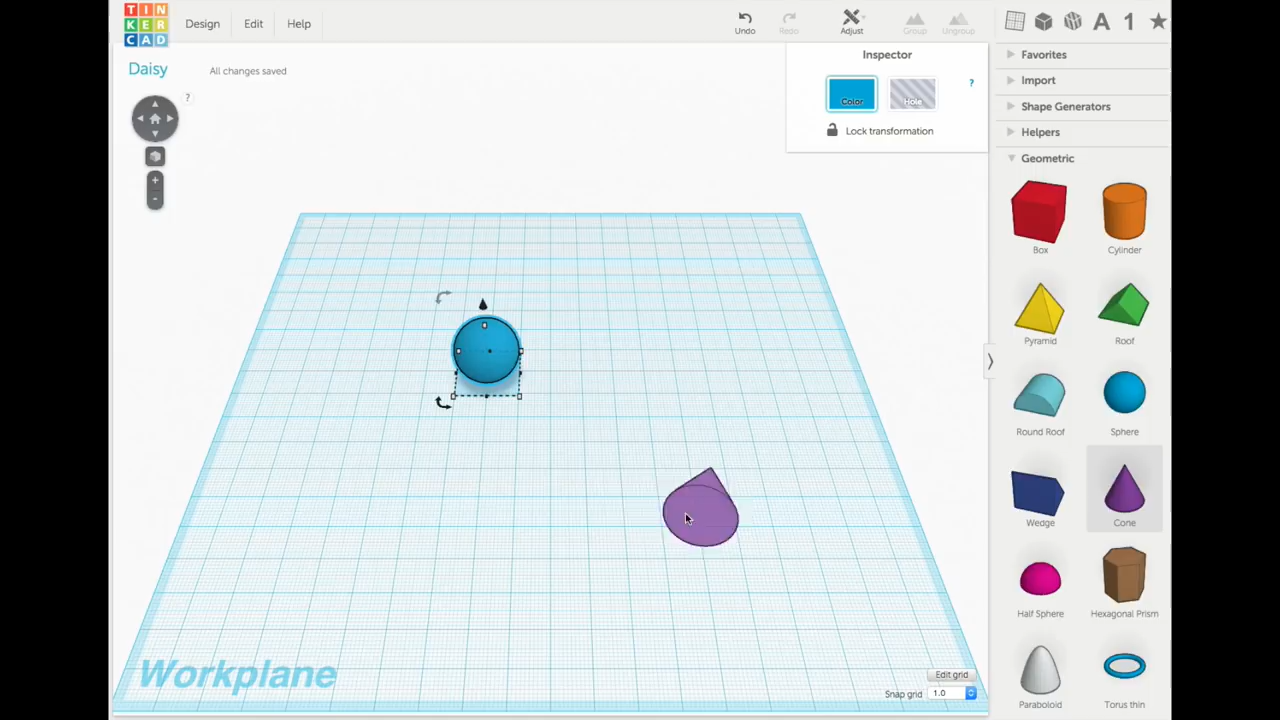 TIN
KER
CAD
Design
Edit
Help
Undo
Redo
Adjust
Group
Ungroup
A
1
Daisy
All changes saved
?
Inspector
Color
Hole
?
Lock transformation
Favorites
Import
Shape Generators
Helpers
Geometric
Box
Cylinder
Pyramid
Roof
Round Roof
Sphere
Wedge
Cone
Half Sphere
Hexagonal Prism
Paraboloid
Torus thin
Workplane
Edit grid
Snap grid 1.0